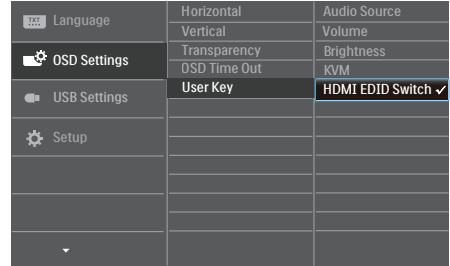 TXT Language
OSD Settings
USB Settings
Setup
Horizontal
Vertical
Transparency
OSD Time Out
User Key
Audio Source
Volume
Brightness
KVM
HDMI EDID Switch ✓